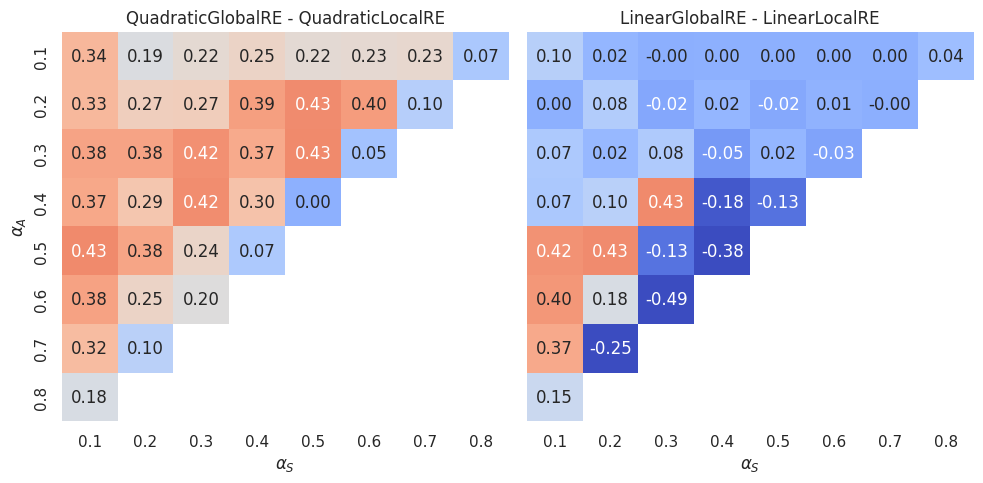 QuadraticGlobalRE - QuadraticLocalRE
LinearGlobalRE - LinearLocalRE
0.1 0.34 0.19 0.22 0.25 0.22 0.23 0.23 0.07
0.2 0.33 0.27 0.27 0.39 0.43 0.40 0.10
0.3 0.38 0.38 0.42 0.37 0.43 0.05
0.4 0.37 0.29 0.42 0.30 0.00
0.5 0.43 0.38 0.24 0.07
0.6 0.38 0.25 0.20
0.7 0.32 0.10
0.8 0.18
α_A
0.1 0.2 0.3 0.4 0.5 0.6 0.7 0.8
α_S
0.10 0.02 -0.00 0.00 0.00 0.00 0.00 0.04
0.00 0.08 -0.02 0.02 -0.02 0.01 -0.00
0.07 0.02 0.08 -0.05 0.02 -0.03
0.07 0.10 0.43 -0.18 -0.13
0.42 0.43 -0.13 -0.38
0.40 0.18 -0.49
0.37 -0.25
0.15
0.1 0.2 0.3 0.4 0.5 0.6 0.7 0.8
α_S